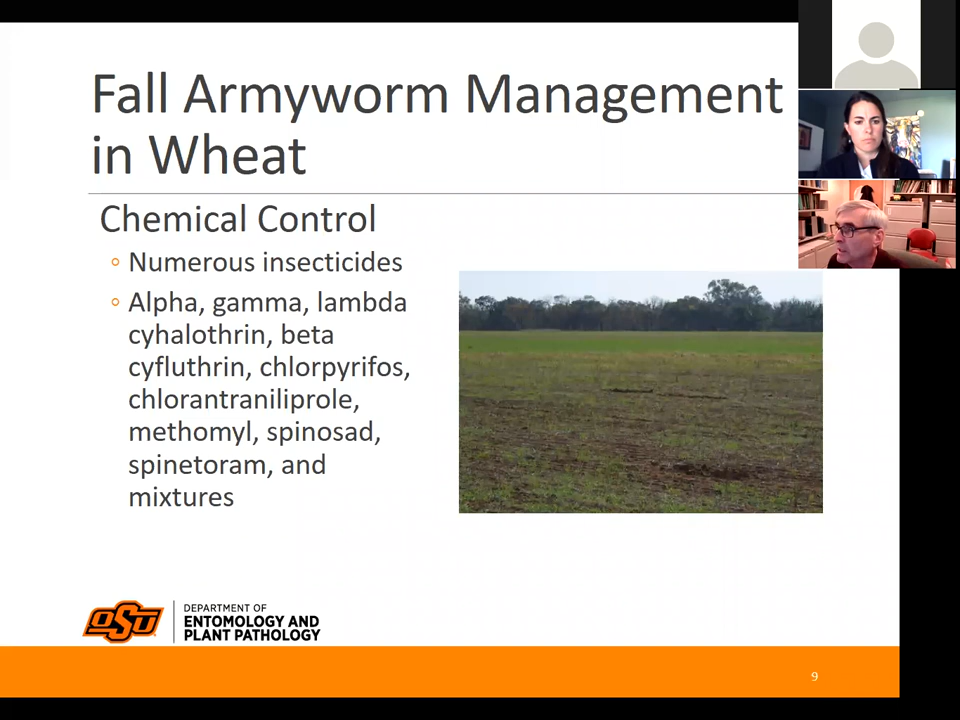 Fall Armyworm Management
in Wheat
Chemical Control
◦ Numerous insecticides
◦ Alpha, gamma, lambda
cyhalothrin, beta
cyfluthrin, chlorpyrifos,
chlorantraniliprole,
methomyl, spinosad,
spinetoram, and
mixtures
OSU
DEPARTMENT OF
ENTOMOLOGY AND
PLANT PATHOLOGY
9